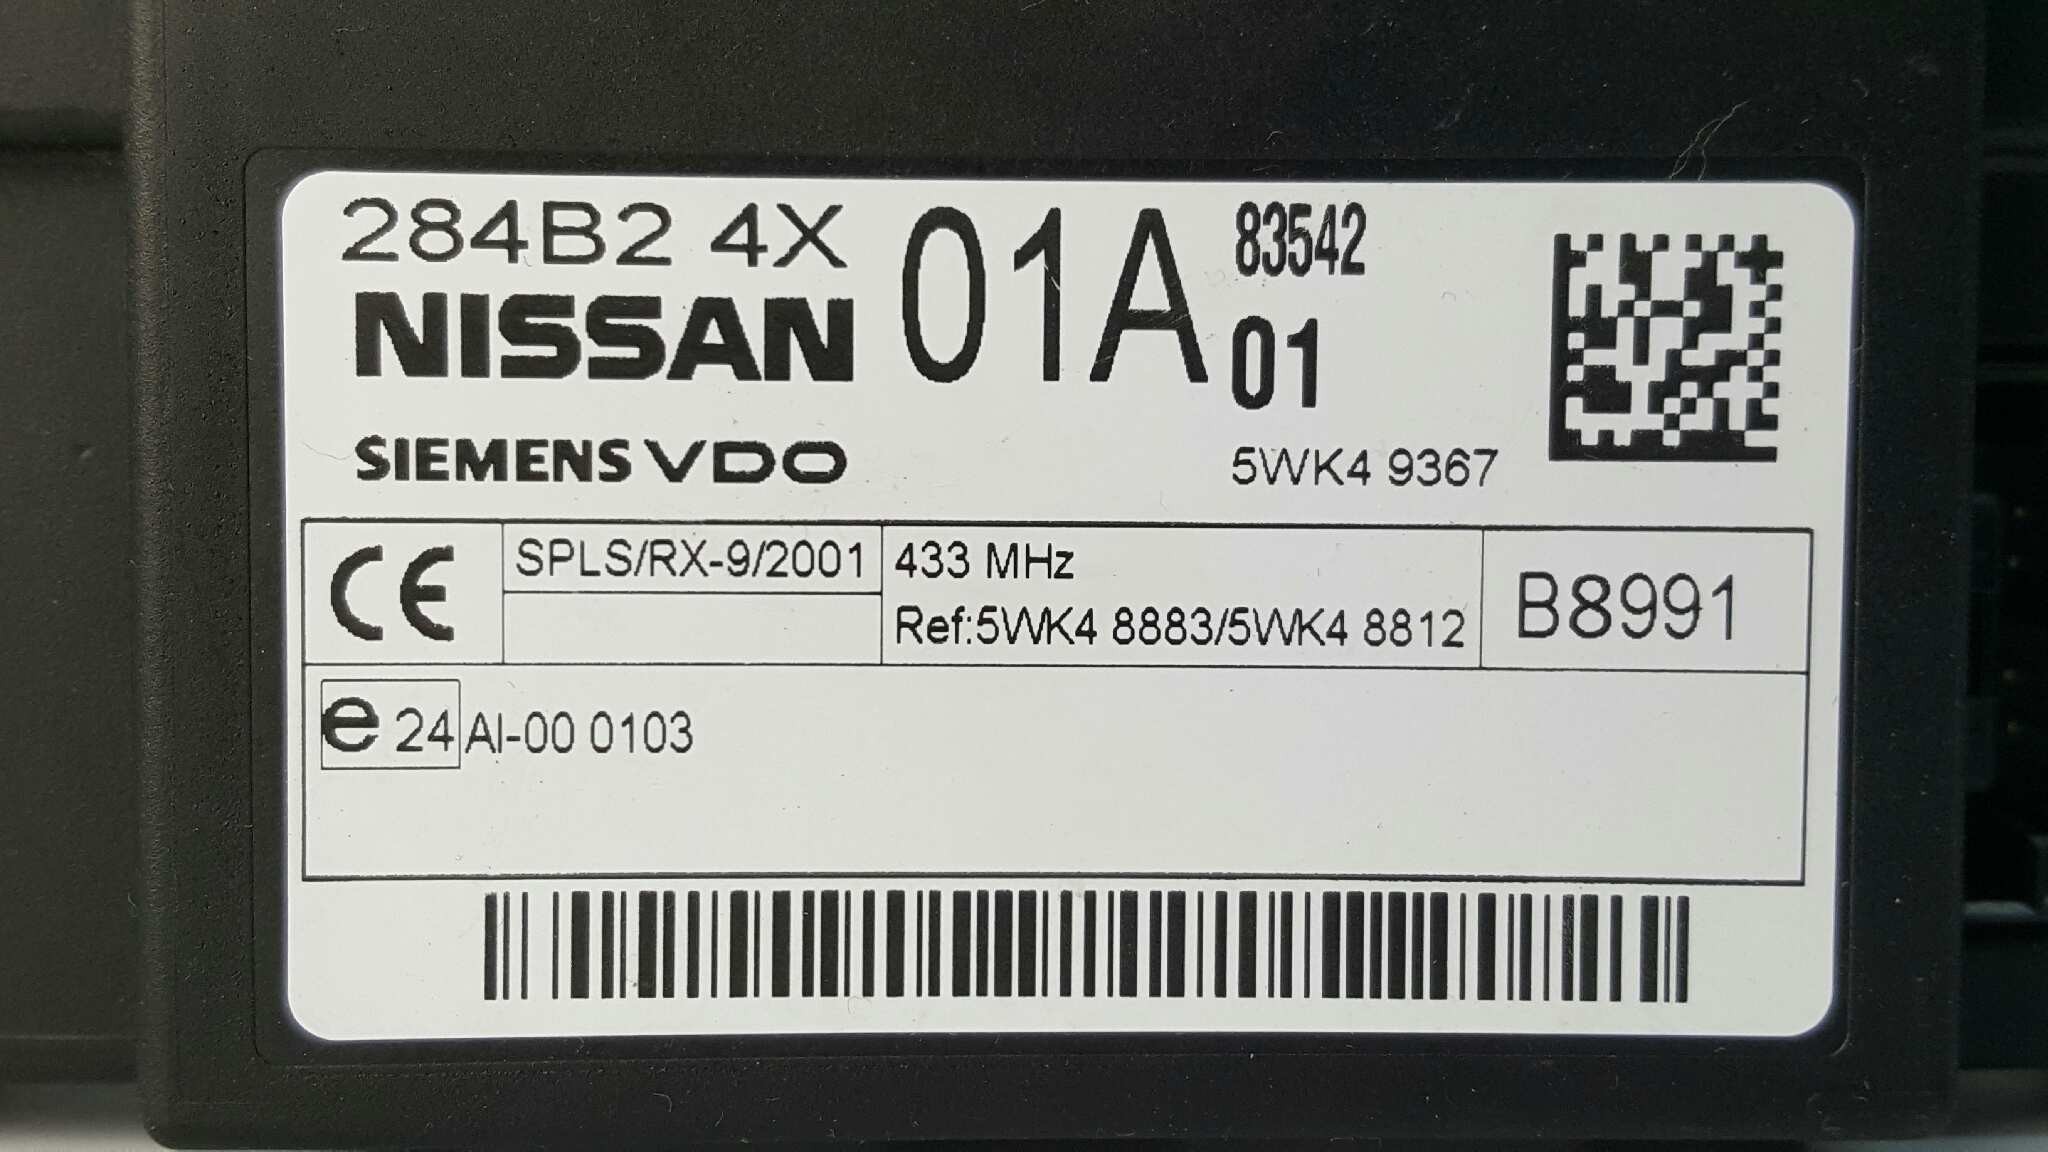 284B2 4X 01A 83542
NISSAN 01
SIEMENS VDO 5WK4 9367
CE SPLS/RX-9/2001 433 MHz B8991
Ref:5WK4 8883/5WK4 8812
e 24 AI-00 0103